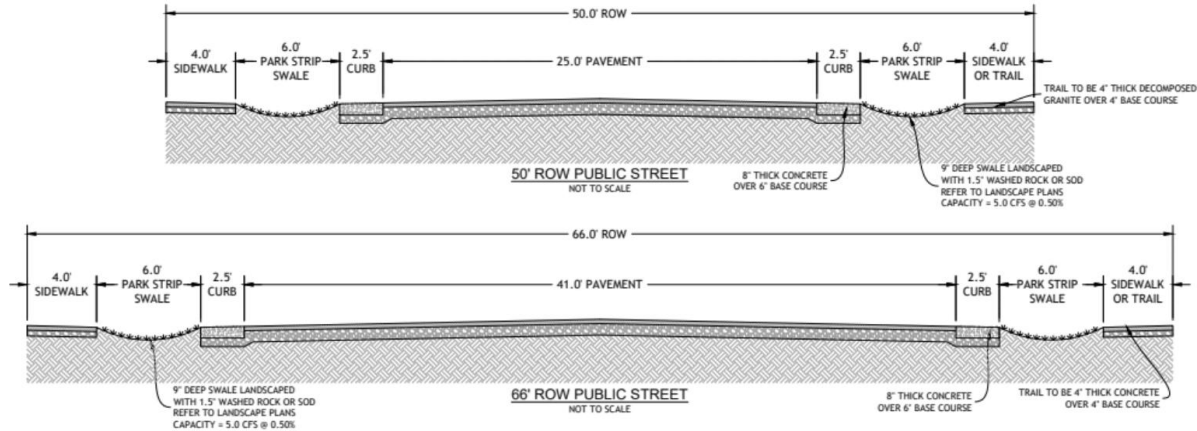 50.0' ROW
4.0'
SIDEWALK
6.0'
PARK STRIP
SWALE
2.5'
CURB
25.0' PAVEMENT
2.5'
CURB
6.0'
PARK STRIP
SWALE
4.0'
SIDEWALK
OR TRAIL
TRAIL TO BE 4" THICK DECOMPOSED
GRANITE OVER 4" BASE COURSE
50' ROW PUBLIC STREET
NOT TO SCALE
8" THICK CONCRETE
OVER 6" BASE COURSE
9" DEEP SWALE LANDSCAPED
WITH 1.5" WASHED ROCK OR SOD
REFER TO LANDSCAPE PLANS
CAPACITY = 5.0 CFS @ 0.50%
66.0' ROW
4.0'
SIDEWALK
6.0'
PARK STRIP
SWALE
2.5'
CURB
41.0' PAVEMENT
2.5'
CURB
6.0'
PARK STRIP
SWALE
4.0'
SIDEWALK
OR TRAIL
9" DEEP SWALE LANDSCAPED
WITH 1.5" WASHED ROCK OR SOD
REFER TO LANDSCAPE PLANS
CAPACITY = 5.0 CFS @ 0.50%
66' ROW PUBLIC STREET
NOT TO SCALE
8" THICK CONCRETE
OVER 6" BASE COURSE
TRAIL TO BE 4" THICK CONCRETE
OVER 4" BASE COURSE